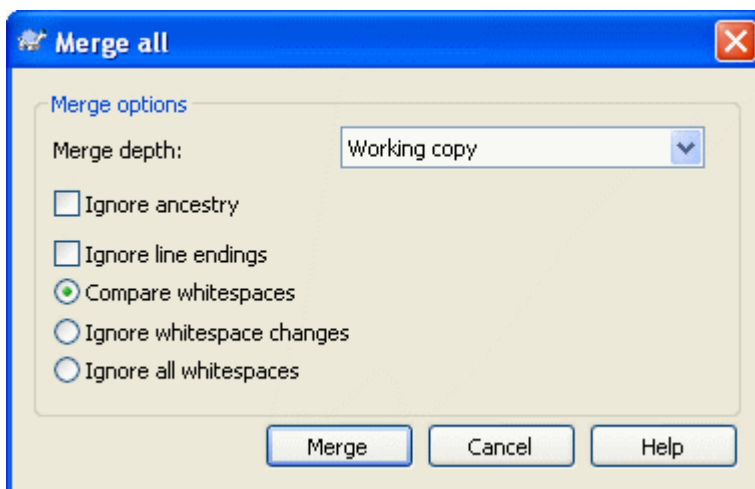 Merge all
Merge options
Merge depth: Working copy
Ignore ancestry
Ignore line endings
Compare whitespaces
Ignore whitespace changes
Ignore all whitespaces
Merge Cancel Help